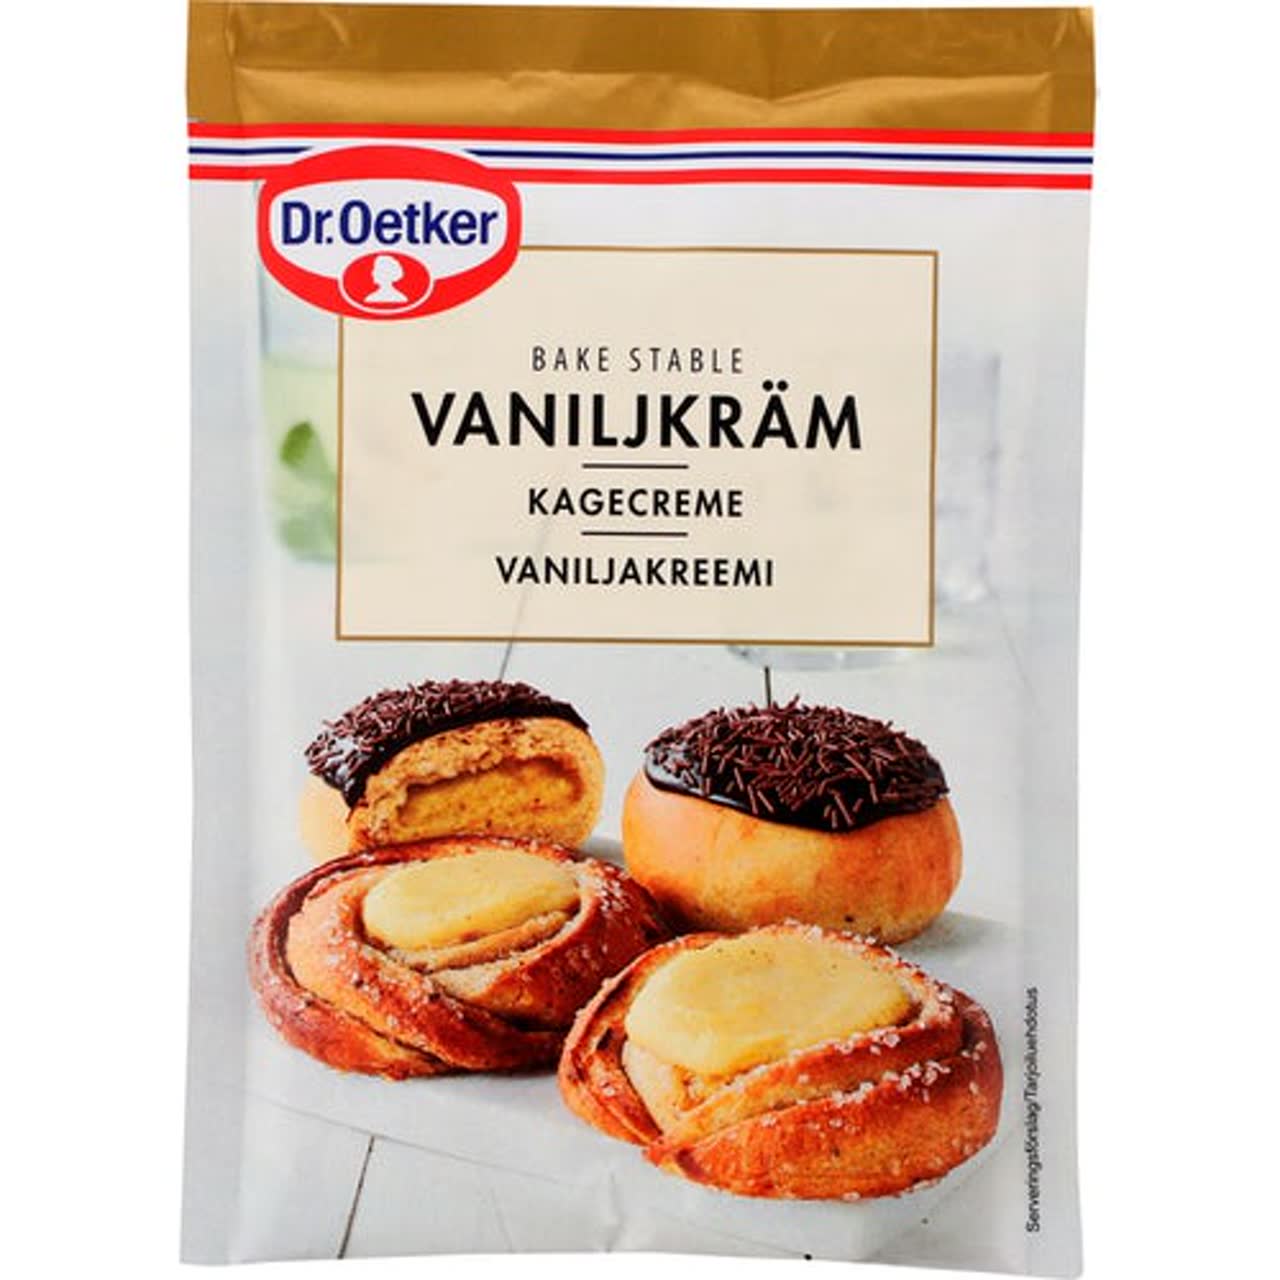 Dr. Oetker
BAKE STABLE
VANILJKRÄM
KAGECREME
VANILJAKREEMI
Serveringsförslag/Tarjoiluehdotus